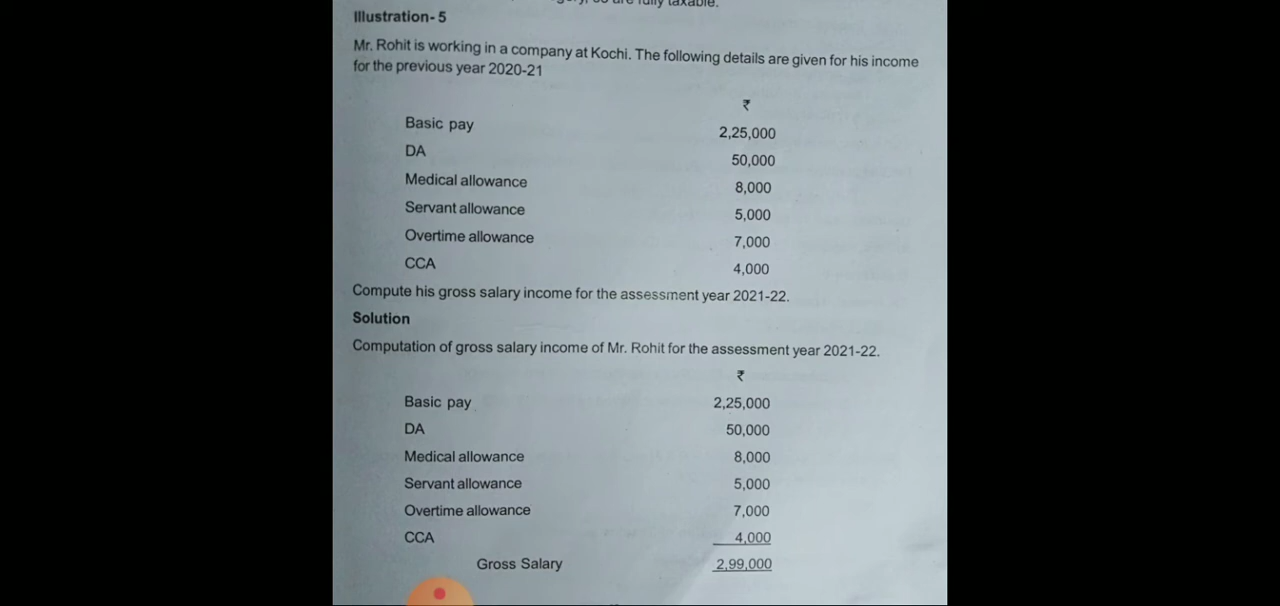 fully taxable.
Illustration- 5
Mr. Rohit is working in a company at Kochi. The following details are given for his income
for the previous year 2020-21
₹
Basic pay 2,25,000
DA 50,000
Medical allowance 8,000
Servant allowance 5,000
Overtime allowance 7,000
CCA 4,000
Compute his gross salary income for the assessment year 2021-22.
Solution
Computation of gross salary income of Mr. Rohit for the assessment year 2021-22.
₹
Basic pay 2,25,000
DA 50,000
Medical allowance 8,000
Servant allowance 5,000
Overtime allowance 7,000
CCA 4,000
Gross Salary 2,99,000